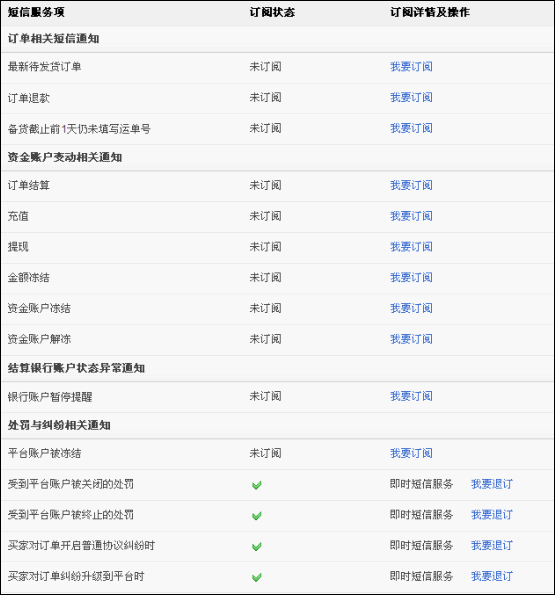 短信服务项 订阅状态 订阅详情及操作
订单相关短信通知
最新待发货订单 未订阅 我要订阅
订单退款 未订阅 我要订阅
备货截止前1天仍未填写运单号 未订阅 我要订阅
资金账户变动相关通知
订单结算 未订阅 我要订阅
充值 未订阅 我要订阅
提现 未订阅 我要订阅
金额冻结 未订阅 我要订阅
资金账户冻结 未订阅 我要订阅
资金账户解冻 未订阅 我要订阅
结算银行账户状态异常通知
银行账户暂停提醒 未订阅 我要订阅
处罚与纠纷相关通知
平台账户被冻结 未订阅 我要订阅
受到平台账户被关闭的处罚 即时短信服务 我要退订
受到平台账户被终止的处罚 即时短信服务 我要退订
买家对订单开启普通协议纠纷时 即时短信服务 我要退订
买家对订单纠纷升级到平台时 即时短信服务 我要退订